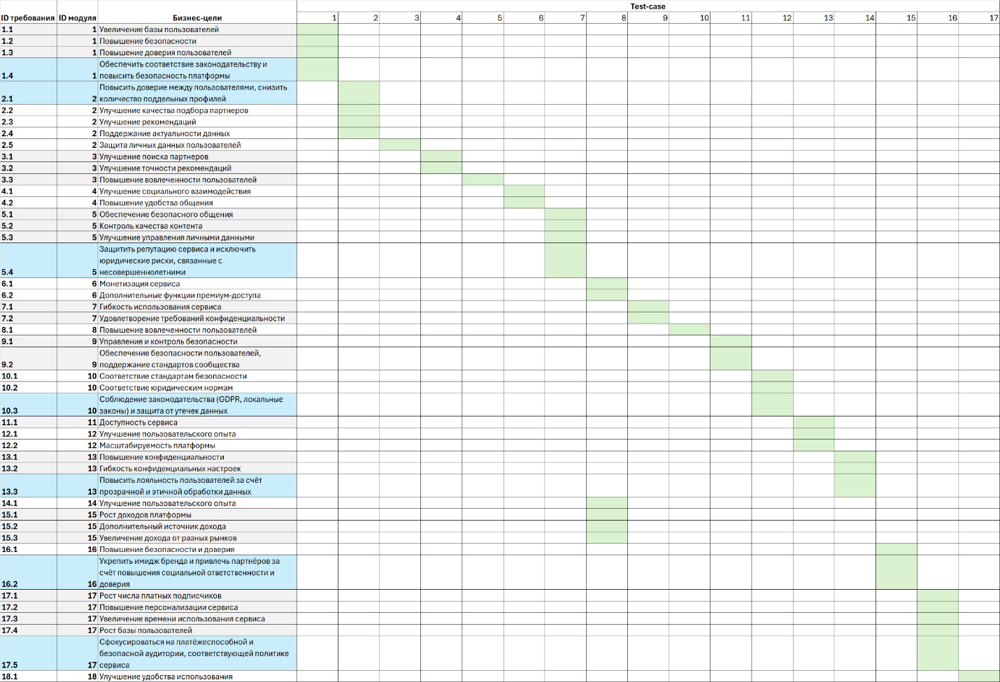 Test-case
ID требования ID модуля Бизнес-цели 1 2 3 4 5 6 7 8 9 10 11 12 13 14 15 16 17
1.1 1 Увеличение базы пользователей
1.2 1 Повышение безопасности
1.3 1 Повышение доверия пользователей
Обеспечить соответствие законодательству и
1.4 1 повысить безопасность платформы
Повысить доверие между пользователями, снизить
2.1 2 количество поддельных профилей
2.2 2 Улучшение качества подбора партнеров
2.3 2 Улучшение рекомендаций
2.4 2 Поддержание актуальности данных
2.5 2 Защита личных данных пользователей
3.1 3 Улучшение поиска партнеров
3.2 3 Улучшение точности рекомендаций
3.3 3 Повышение вовлеченности пользователей
4.1 4 Улучшение социального взаимодействия
4.2 4 Повышение удобства общения
5.1 5 Обеспечение безопасного общения
5.2 5 Контроль качества контента
5.3 5 Улучшение управления личными данными
Защитить репутацию сервиса и исключить
юридические риски, связанные с
5.4 5 несовершеннолетними
6.1 6 Монетизация сервиса
6.2 6 Дополнительные функции премиум-доступа
7.1 7 Гибкость использования сервиса
7.2 7 Удовлетворение требований конфиденциальности
8.1 8 Повышение вовлеченности пользователей
9.1 9 Управление и контроль безопасности
Обеспечение безопасности пользователей,
9.2 9 поддержание стандартов сообщества
10.1 10 Соответствие стандартам безопасности
10.2 10 Соответствие юридическим нормам
Соблюдение законодательства (GDPR, локальные
10.3 10 законы) и защита от утечек данных
11.1 11 Доступность сервиса
12.1 12 Улучшение пользовательского опыта
12.2 12 Масштабируемость платформы
13.1 13 Повышение конфиденциальности
13.2 13 Гибкость конфиденциальных настроек
Повысить лояльность пользователей за счёт
13.3 13 прозрачной и этичной обработки данных
14.1 14 Улучшение пользовательского опыта
15.1 15 Рост доходов платформы
15.2 15 Дополнительный источник дохода
15.3 15 Увеличение дохода от разных рынков
16.1 16 Повышение безопасности и доверия
Укрепить имидж бренда и привлечь партнёров за
счёт повышения социальной ответственности и
16.2 16 доверия
17.1 17 Рост числа платных подписчиков
17.2 17 Повышение персонализации сервиса
17.3 17 Увеличение времени использования сервиса
17.4 17 Рост базы пользователей
Сфокусироваться на платёжеспособной и
безопасной аудитории, соответствующей политике
17.5 17 сервиса
18.1 18 Улучшение удобства использования